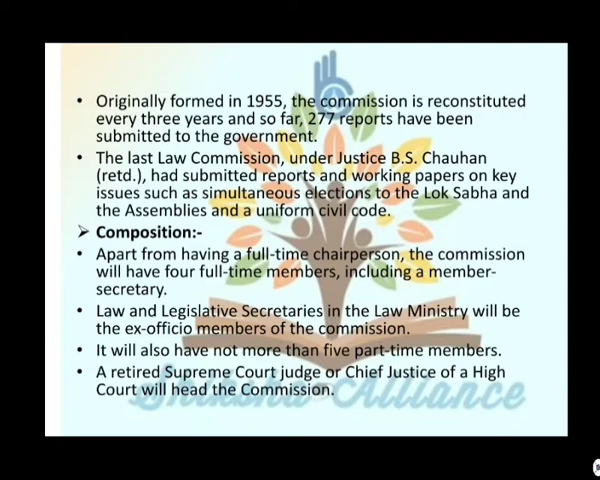 • Originally formed in 1955, the commission is reconstituted
every three years and so far, 277 reports have been
submitted to the government.
• The last Law Commission, under Justice B.S. Chauhan
(retd.), had submitted reports and working papers on key
issues such as simultaneous elections to the Lok Sabha and
the Assemblies and a uniform civil code.
➢ Composition:-
• Apart from having a full-time chairperson, the commission
will have four full-time members, including a member-
secretary.
• Law and Legislative Secretaries in the Law Ministry will be
the ex-officio members of the commission.
• It will also have not more than five part-time members.
• A retired Supreme Court judge or Chief Justice of a High
Court will head the Commission.
Shiksha Alliance